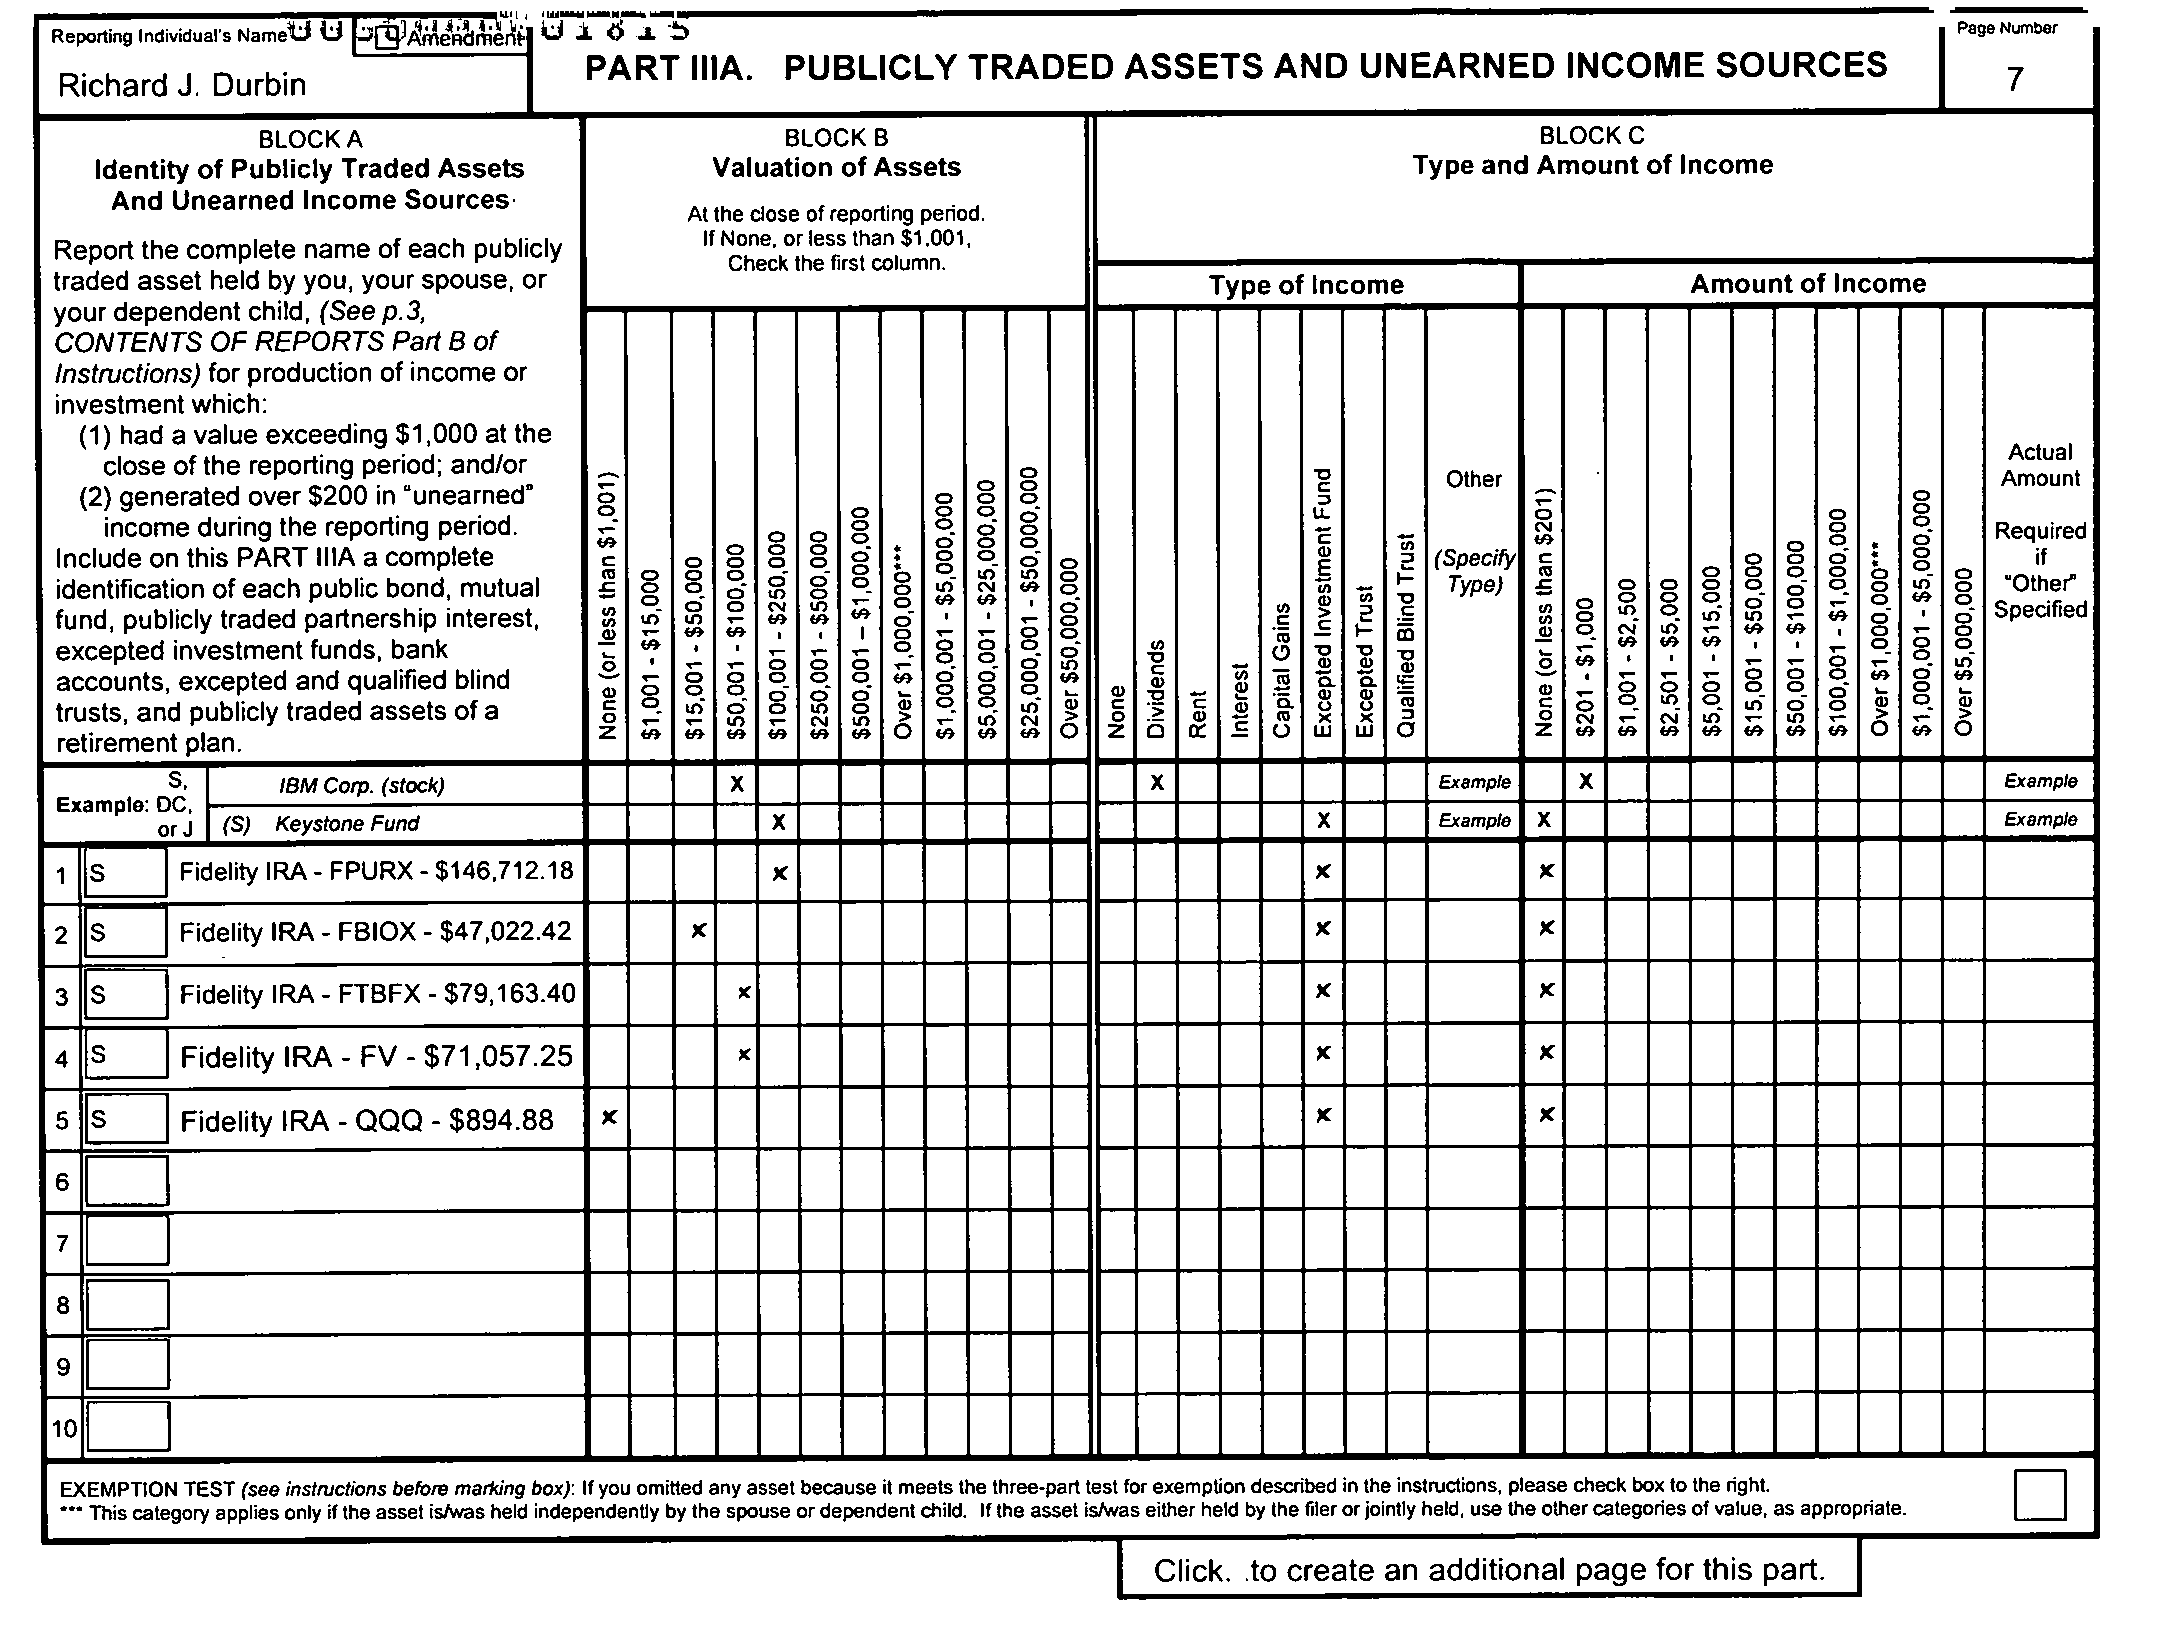 Reporting Individual's Name
Amendment
Richard J. Durbin
PART IIIA. PUBLICLY TRADED ASSETS AND UNEARNED INCOME SOURCES
Page Number
7
BLOCK A
Identity of Publicly Traded Assets
And Unearned Income Sources
Report the complete name of each publicly
traded asset held by you, your spouse, or
your dependent child, (See p.3,
CONTENTS OF REPORTS Part B of
Instructions) for production of income or
investment which:
(1) had a value exceeding $1,000 at the
close of the reporting period; and/or
(2) generated over $200 in "unearned"
income during the reporting period.
Include on this PART IIIA a complete
identification of each public bond, mutual
fund, publicly traded partnership interest,
excepted investment funds, bank
accounts, excepted and qualified blind
trusts, and publicly traded assets of a
retirement plan.
BLOCK B
Valuation of Assets
At the close of reporting period.
If None, or less than $1,001,
Check the first column.
None (or less than $1,001)
$1,001 - $15,000
$15,001 - $50,000
$50,001 - $100,000
$100,001 - $250,000
$250,001 - $500,000
$500,001 – $1,000,000
Over $1,000,000***
$1,000,001 - $5,000,000
$5,000,001 - $25,000,000
$25,000,001 - $50,000,000
Over $50,000,000
BLOCK C
Type and Amount of Income
Type of Income
None
Dividends
Rent
Interest
Capital Gains
Excepted Investment Fund
Excepted Trust
Qualified Blind Trust
Other
(Specify
Type)
Amount of Income
None (or less than $201)
$201 - $1,000
$1,001 - $2,500
$2,501 - $5,000
$5,001 - $15,000
$15,001 - $50,000
$50,001 - $100,000
$100,001 - $1,000,000
Over $1,000,000***
$1,000,001 - $5,000,000
Over $5,000,000
Actual
Amount
Required
if
"Other"
Specified
Example:
S,
DC,
or J
IBM Corp. (stock) X X Example X Example
(S) Keystone Fund X X Example X Example
1 S Fidelity IRA - FPURX - $146,712.18 x x x
2 S Fidelity IRA - FBIOX - $47,022.42 x x x
3 S Fidelity IRA - FTBFX - $79,163.40 x x x
4 S Fidelity IRA - FV - $71,057.25 x x x
5 S Fidelity IRA - QQQ - $894.88 x x x
6
7
8
9
10
EXEMPTION TEST (see instructions before marking box): If you omitted any asset because it meets the three-part test for exemption described in the instructions, please check box to the right.
*** This category applies only if the asset is/was held independently by the spouse or dependent child. If the asset is/was either held by the filer or jointly held, use the other categories of value, as appropriate.
Click. .to create an additional page for this part.